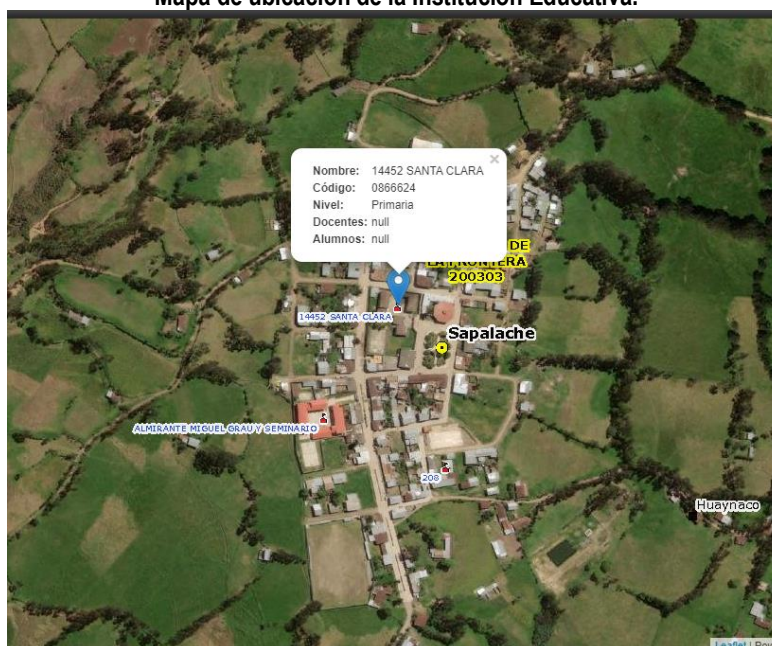 Mapa de ubicación de la Institución Educativa.
Nombre: 14452 SANTA CLARA
Código: 0866624
Nivel: Primaria
Docentes: null
Alumnos: null
DE
LA FRONTERA
200303
14452 SANTA CLARA
Sapalache
ALMIRANTE MIGUEL GRAU Y SEMINARIO
208
Huaynaco
Leaflet | Pow